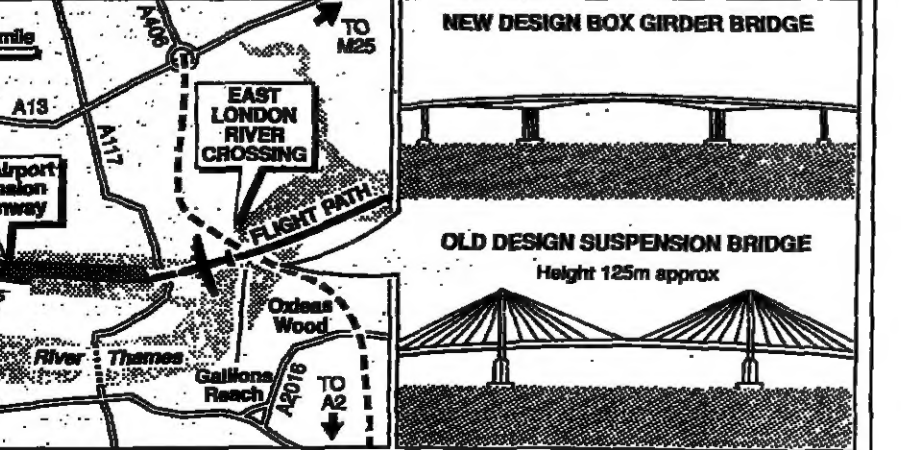 mile
A406
TO
M25
A13
A117
EAST
LONDON
RIVER
CROSSING
FLIGHT PATH
River Thames
Oxleas
Wood
Gallions
Reach
A2016
TO
A2
NEW DESIGN BOX GIRDER BRIDGE
OLD DESIGN SUSPENSION BRIDGE
Height 125m approx